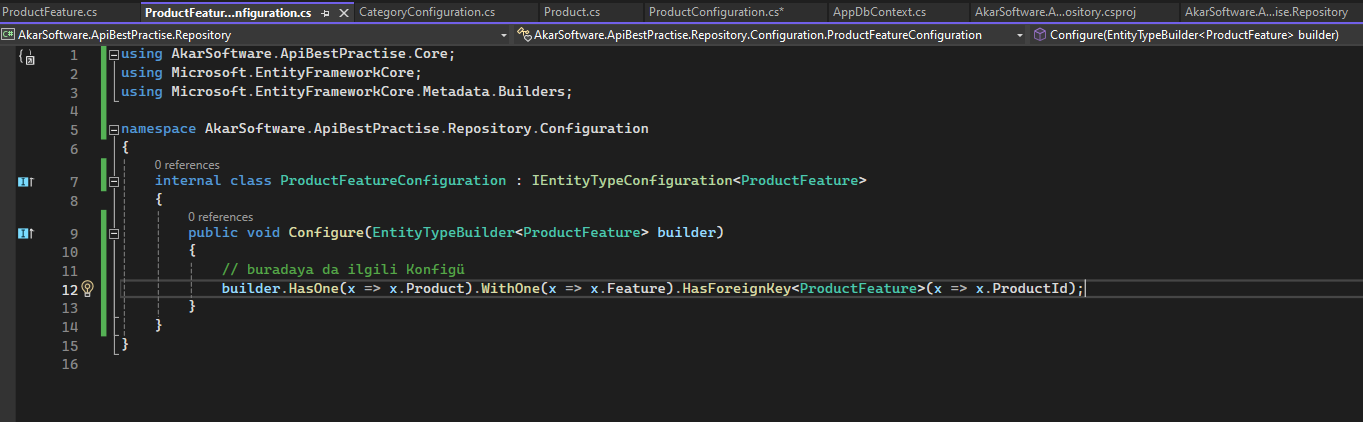 ProductFeature.cs
ProductFeatur...nfiguration.cs
CategoryConfiguration.cs
Product.cs
ProductConfiguration.cs*
AppDbContext.cs
AkarSoftware.A...ository.csproj
AkarSoftware.A...ise.Repository
AkarSoftware.ApiBestPractise.Repository
AkarSoftware.ApiBestPractise.Repository.Configuration.ProductFeatureConfiguration
Configure(EntityTypeBuilder<ProductFeature> builder)
1 using AkarSoftware.ApiBestPractise.Core;
2 using Microsoft.EntityFrameworkCore;
3 using Microsoft.EntityFrameworkCore.Metadata.Builders;
4
5 namespace AkarSoftware.ApiBestPractise.Repository.Configuration
6 {
0 references
7 internal class ProductFeatureConfiguration : IEntityTypeConfiguration<ProductFeature>
8 {
0 references
9 public void Configure(EntityTypeBuilder<ProductFeature> builder)
10 {
11 // buradaya da ilgili Konfigü
12 builder.HasOne(x => x.Product).WithOne(x => x.Feature).HasForeignKey<ProductFeature>(x => x.ProductId);
13 }
14 }
15 }
16